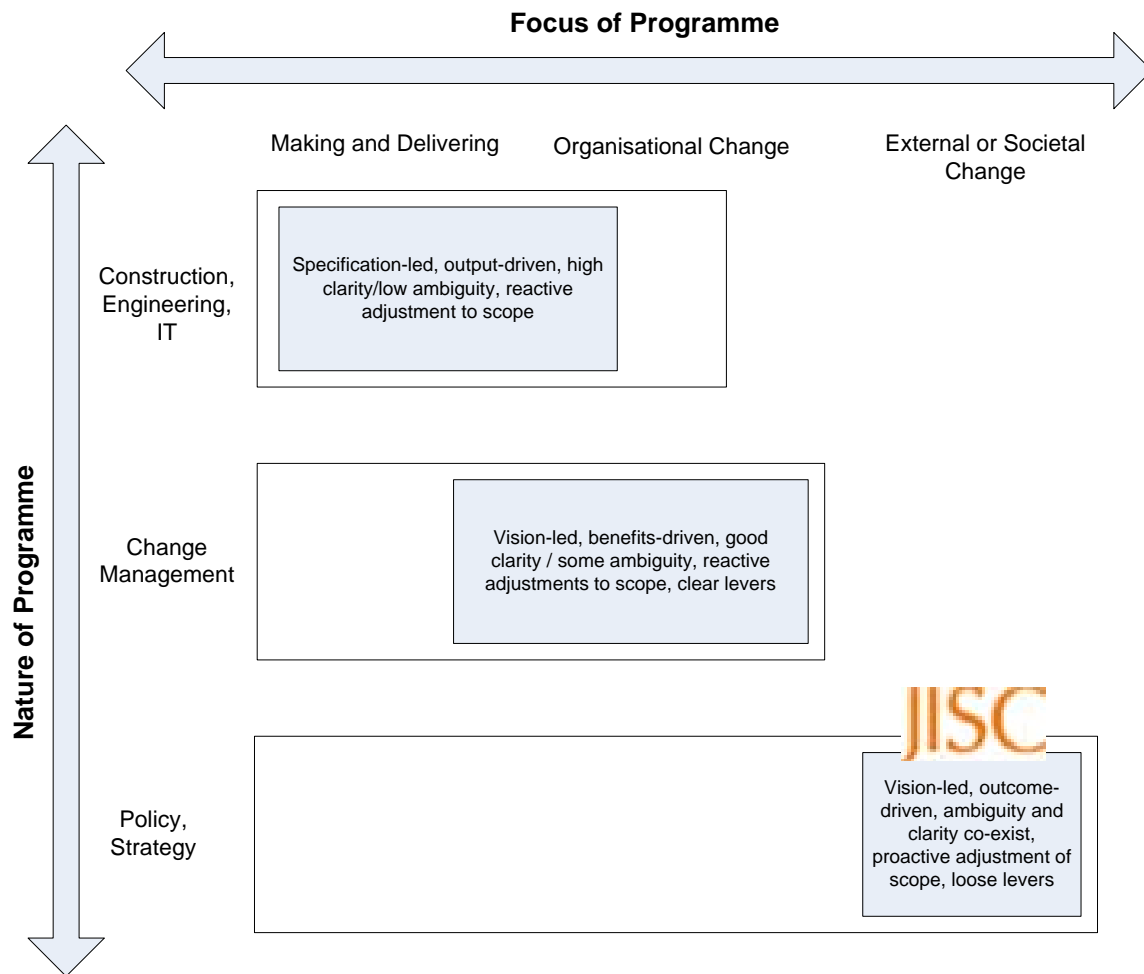 Focus of Programme
Making and Delivering
Organisational Change
External or Societal
Change
Construction,
Engineering,
IT
Specification-led, output-driven, high
clarity/low ambiguity, reactive
adjustment to scope
Nature of Programme
Change
Management
Vision-led, benefits-driven, good
clarity / some ambiguity, reactive
adjustments to scope, clear levers
JISC
Policy,
Strategy
Vision-led, outcome-
driven, ambiguity and
clarity co-exist,
proactive adjustment of
scope, loose levers